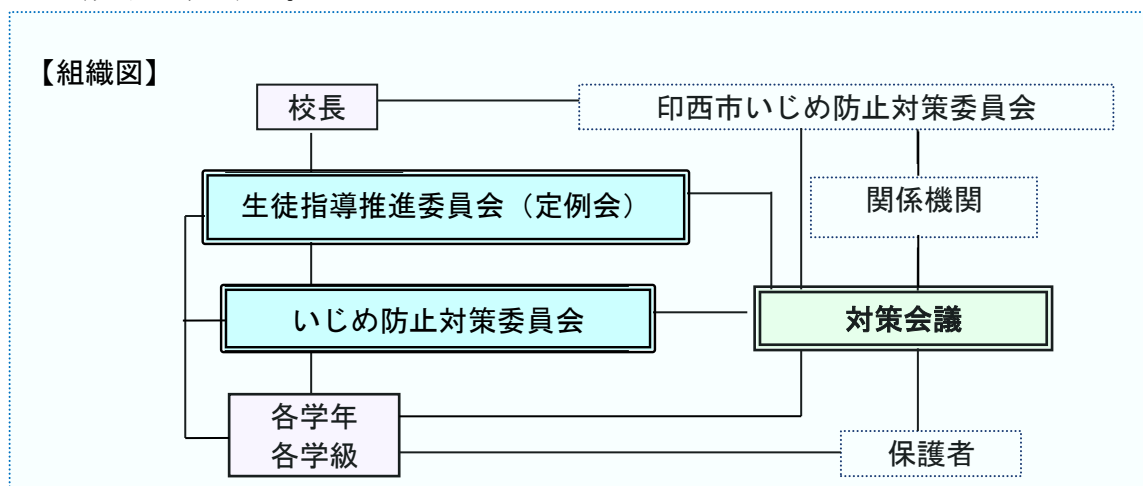 【組織図】
校長
印西市いじめ防止対策委員会
生徒指導推進委員会（定例会）
関係機関
いじめ防止対策委員会
対策会議
各学年
各学級
保護者